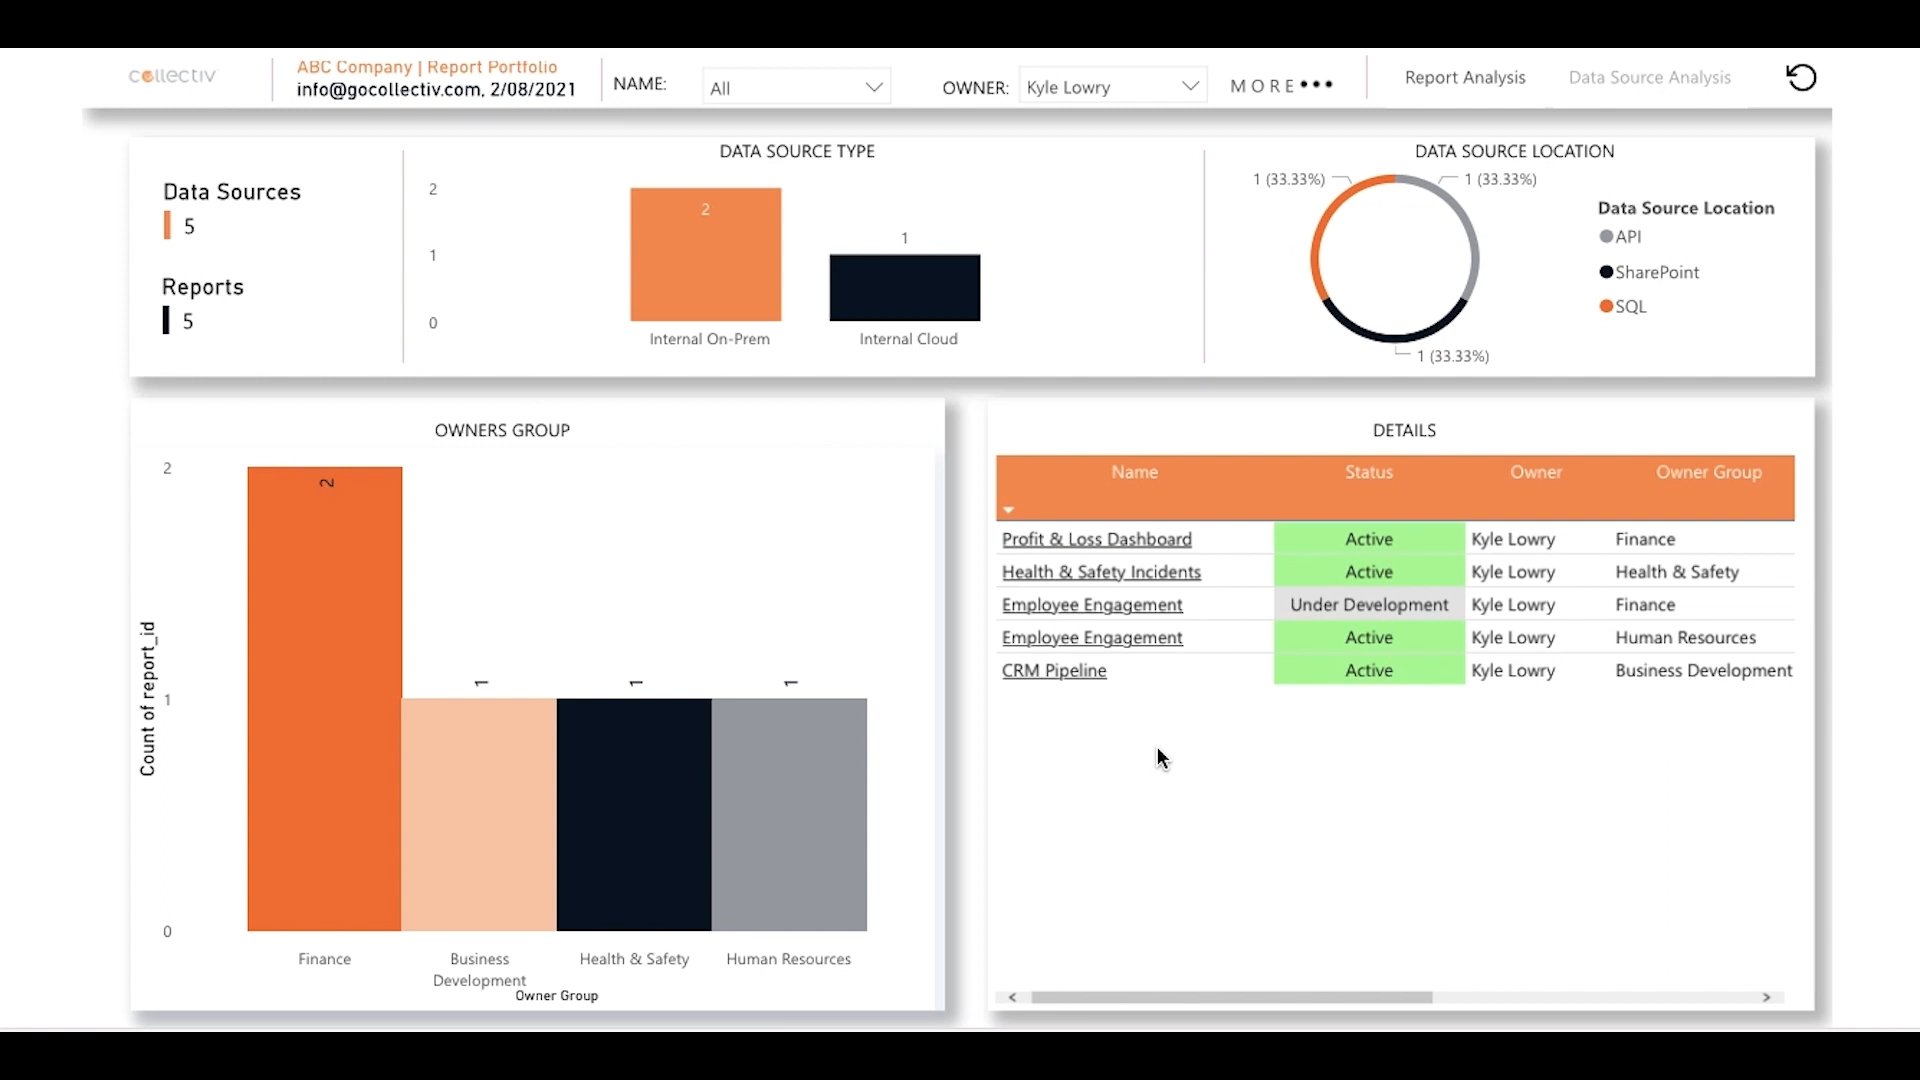 collectiv
ABC Company | Report Portfolio
info@gocollectiv.com, 2/08/2021
NAME:
All
OWNER:
Kyle Lowry
MORE•••
Report Analysis
Data Source Analysis
Data Sources
5
Reports
5
DATA SOURCE TYPE
2
1
0
2
1
Internal On-Prem
Internal Cloud
DATA SOURCE LOCATION
1 (33.33%)
1 (33.33%)
1 (33.33%)
Data Source Location
API
SharePoint
SQL
OWNERS GROUP
Count of report_id
2
1
0
2
1
1
1
Finance
Business
Development
Health & Safety
Human Resources
Owner Group
DETAILS
Name Status Owner Owner Group
Profit & Loss Dashboard Active Kyle Lowry Finance
Health & Safety Incidents Active Kyle Lowry Health & Safety
Employee Engagement Under Development Kyle Lowry Finance
Employee Engagement Active Kyle Lowry Human Resources
CRM Pipeline Active Kyle Lowry Business Development